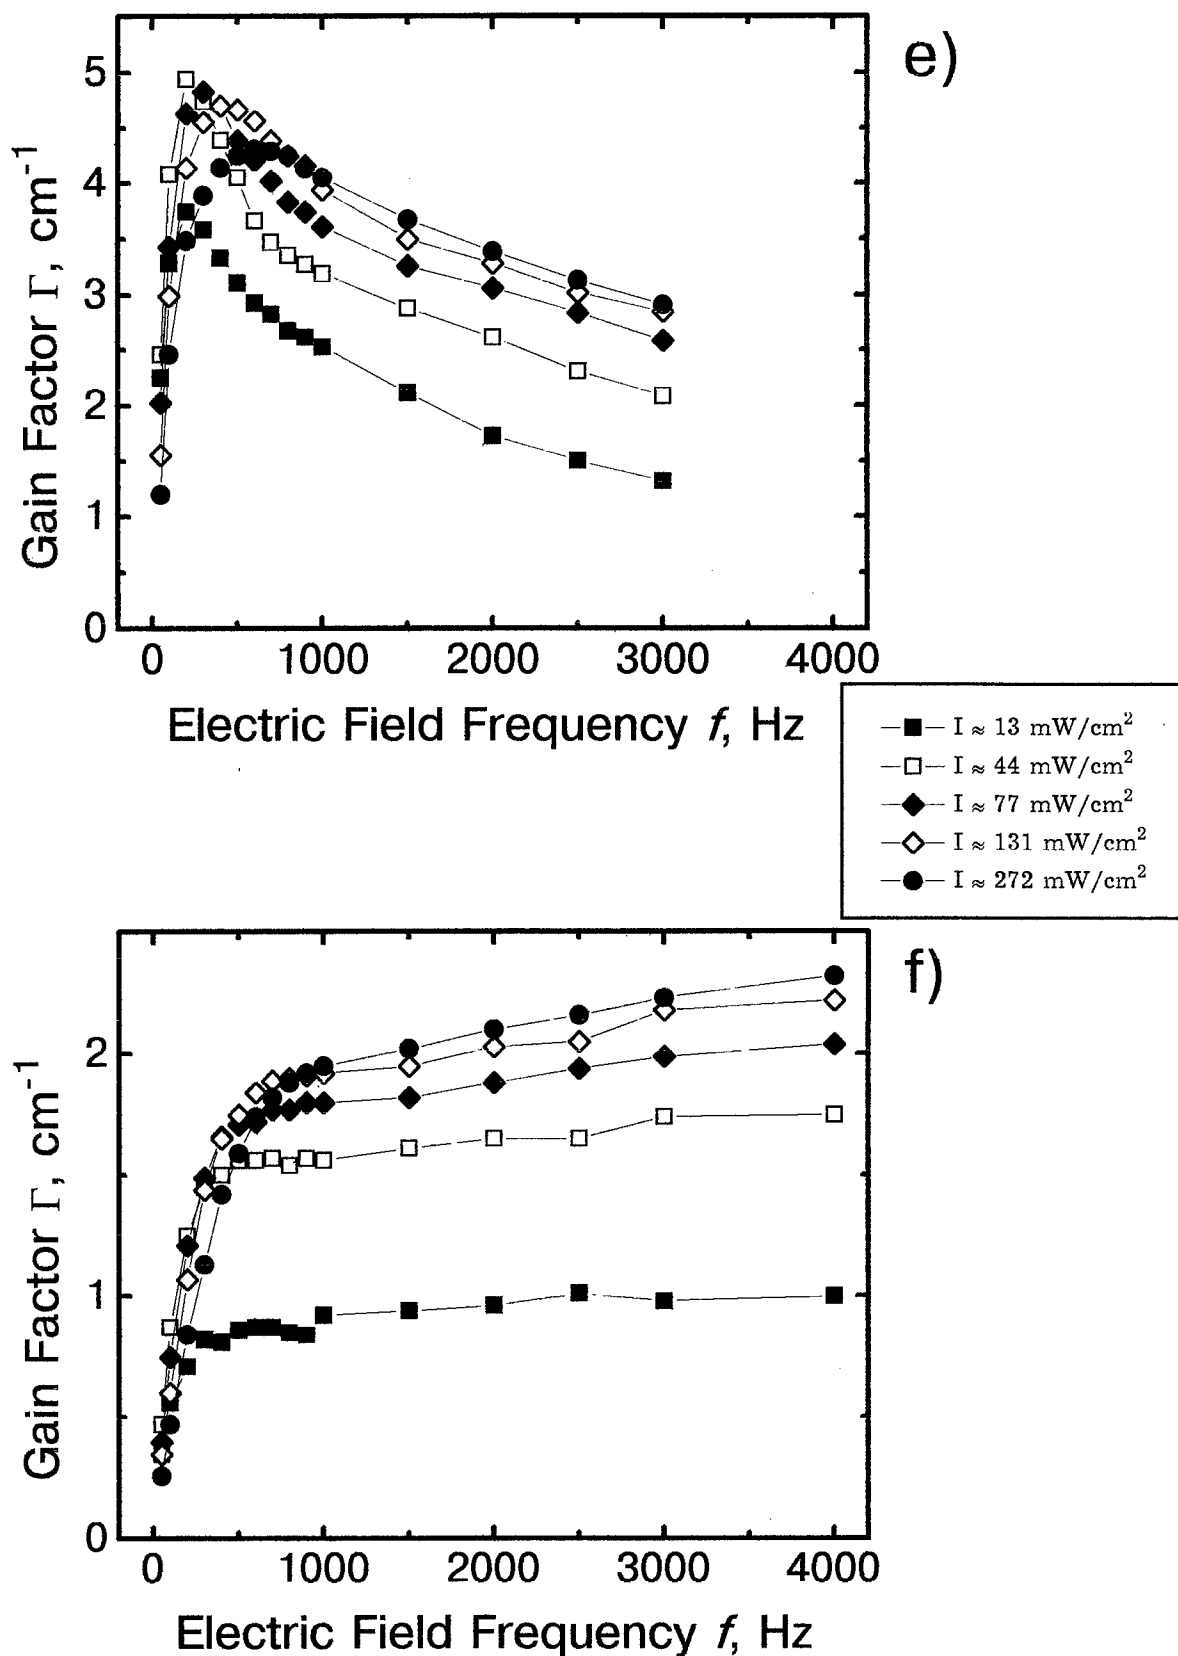 e)
5
4
3
2
1
0
Gain Factor Γ, cm⁻¹
0 1000 2000 3000 4000
Electric Field Frequency f, Hz
I ≈ 13 mW/cm²
I ≈ 44 mW/cm²
I ≈ 77 mW/cm²
I ≈ 131 mW/cm²
I ≈ 272 mW/cm²
f)
2
1
0
Gain Factor Γ, cm⁻¹
0 1000 2000 3000 4000
Electric Field Frequency f, Hz